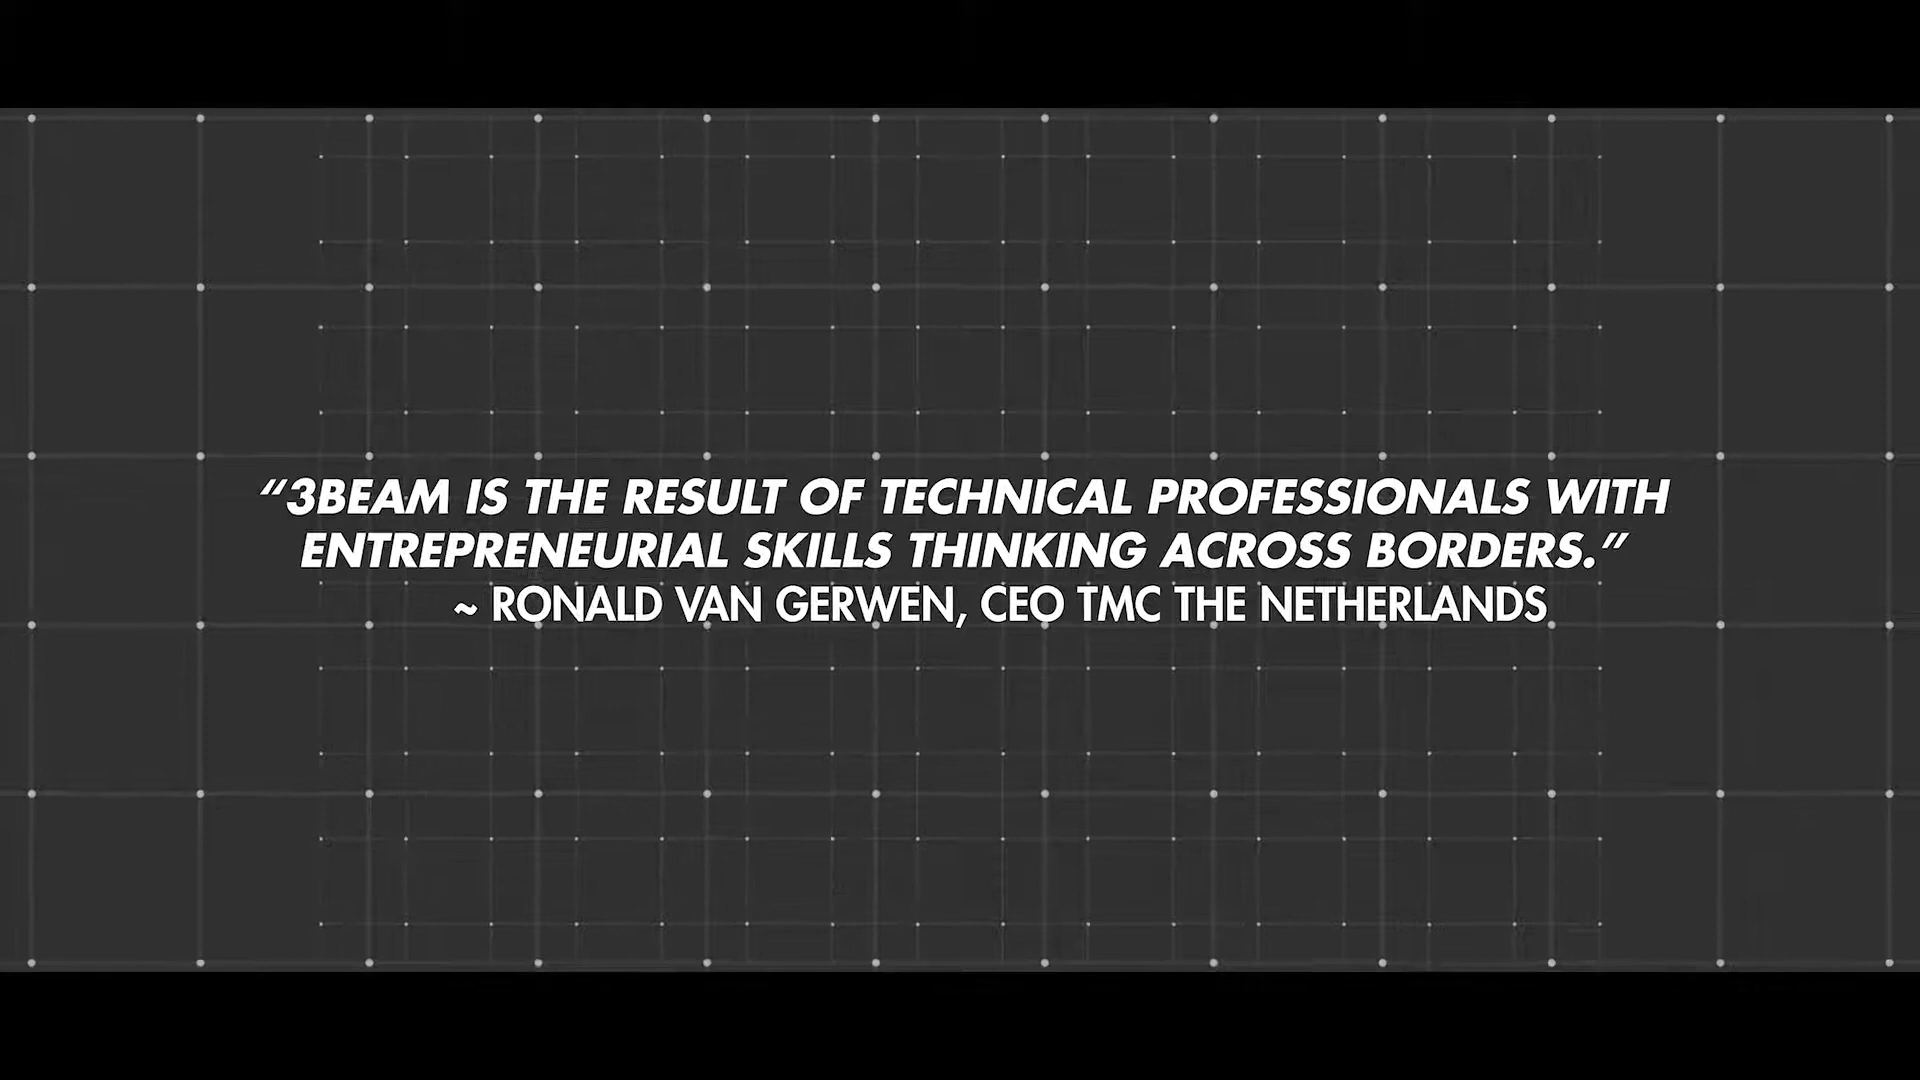 “3BEAM IS THE RESULT OF TECHNICAL PROFESSIONALS WITH
ENTREPRENEURIAL SKILLS THINKING ACROSS BORDERS.”
~ RONALD VAN GERWEN, CEO TMC THE NETHERLANDS